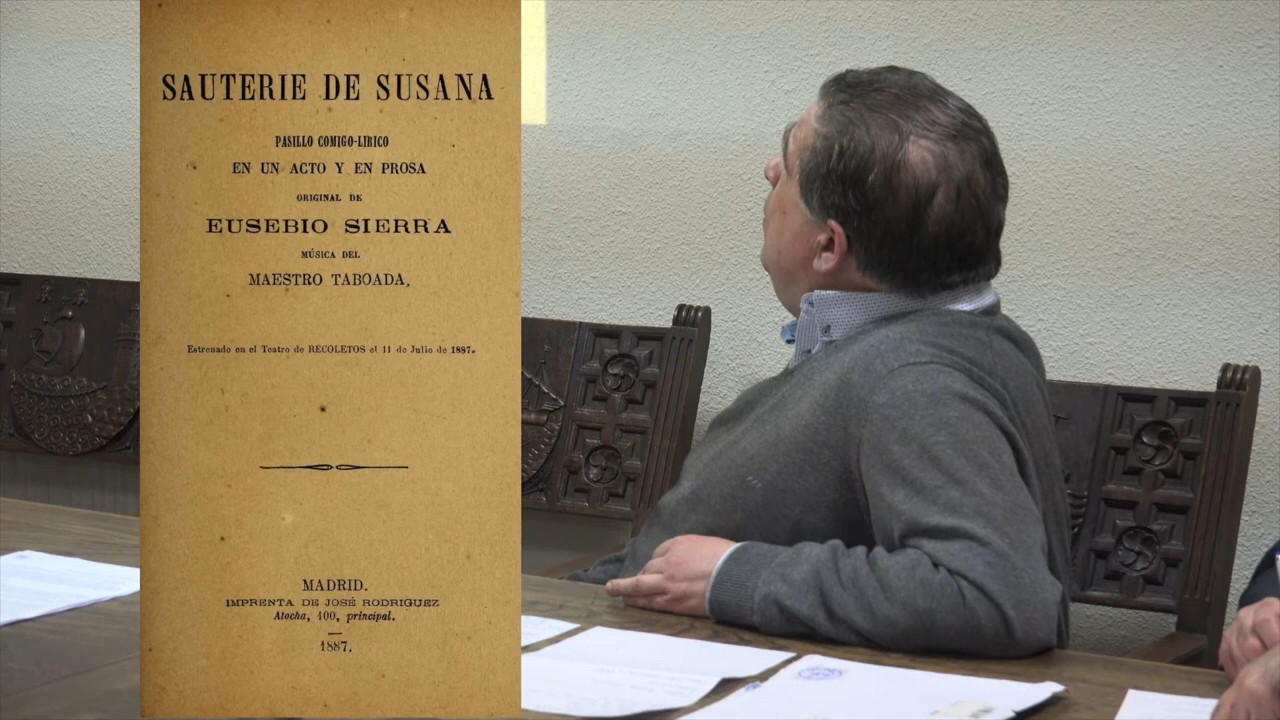 SAUTERIE DE SUSANA
PASILLO COMIGO-LIRICO
EN UN ACTO Y EN PROSA
ORIGINAL DE
EUSEBIO SIERRA
MÚSICA DEL
MAESTRO TABOADA,
Estrenado en el Teatro de RECOLETOS el 11 de Julio de 1887.
MADRID.
IMPRENTA DE JOSÉ RODRIGUEZ
Atocha, 100, principal.
1887.